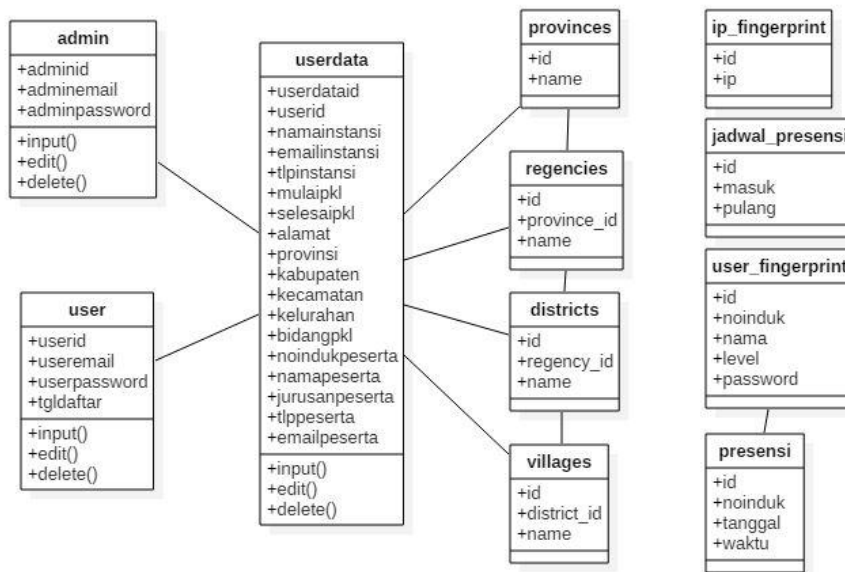 admin
+adminid
+adminemail
+adminpassword
+input()
+edit()
+delete()
user
+userid
+useremail
+userpassword
+tgldaftar
+input()
+edit()
+delete()
userdata
+userdataid
+userid
+namainstansi
+emailinstansi
+tlpinstansi
+mulaipkl
+selesaipkl
+alamat
+provinsi
+kabupaten
+kecamatan
+kelurahan
+bidangpkl
+noindukpeserta
+namapeserta
+jurusanpeserta
+tlppeserta
+emailpeserta
+input()
+edit()
+delete()
provinces
+id
+name
regencies
+id
+province_id
+name
districts
+id
+regency_id
+name
villages
+id
+district_id
+name
ip_fingerprint
+id
+ip
jadwal_presensi
+id
+masuk
+pulang
user_fingerprint
+id
+noinduk
+nama
+level
+password
presensi
+id
+noinduk
+tanggal
+waktu